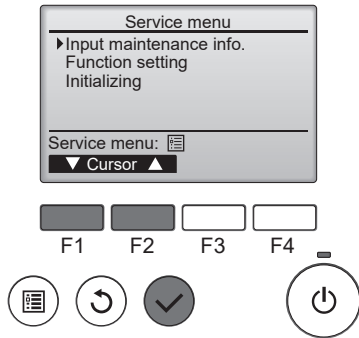 Service menu
Input maintenance info.
Function setting
Initializing
Service menu:
▼ Cursor ▲
F1 F2 F3 F4